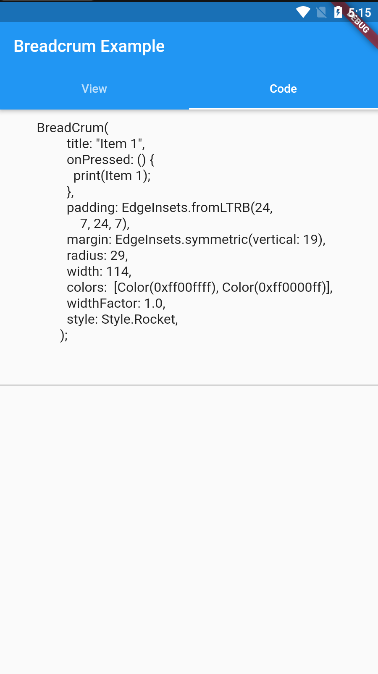 5:15
DEBUG
Breadcrum Example
View
Code
BreadCrum(
title: "Item 1",
onPressed: () {
print(Item 1);
},
padding: EdgeInsets.fromLTRB(24,
7, 24, 7),
margin: EdgeInsets.symmetric(vertical: 19),
radius: 29,
width: 114,
colors:  [Color(0xff00ffff), Color(0xff0000ff)],
widthFactor: 1.0,
style: Style.Rocket,
);